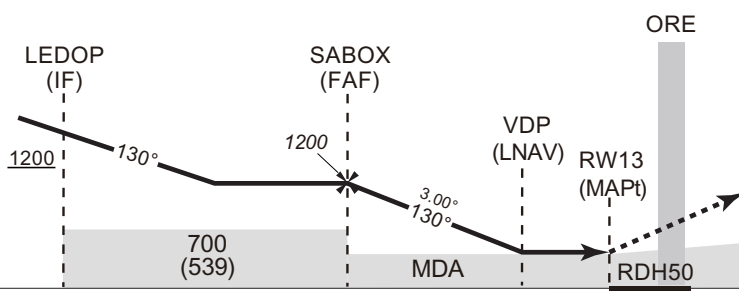 ORE
LEDOP
(IF)
SABOX
(FAF)
VDP
(LNAV)
RW13
(MAPt)
1200
130°
1200
3.00°
130°
700
(539)
MDA
RDH50